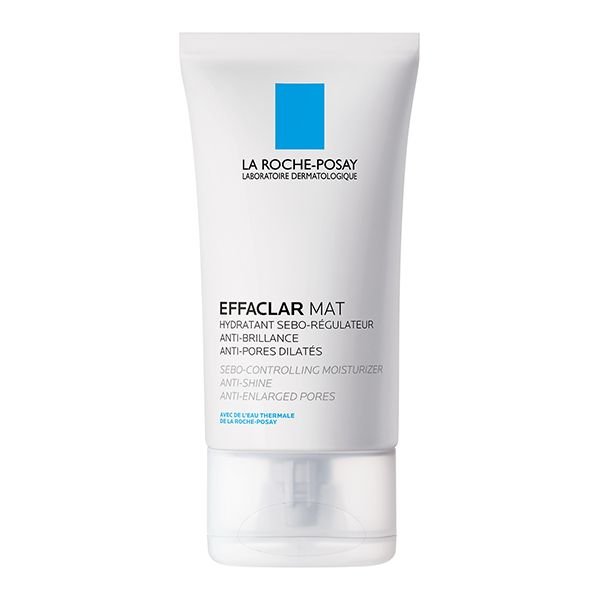 LA ROCHE-POSAY
LABORATOIRE DERMATOLOGIQUE
EFFACLAR MAT
HYDRATANT SEBO-RÉGULATEUR
ANTI-BRILLANCE
ANTI-PORES DILATÉS
SEBO-CONTROLLING MOISTURIZER
ANTI-SHINE
ANTI-ENLARGED PORES
AVEC DE L'EAU THERMALE
DE LA ROCHE-POSAY